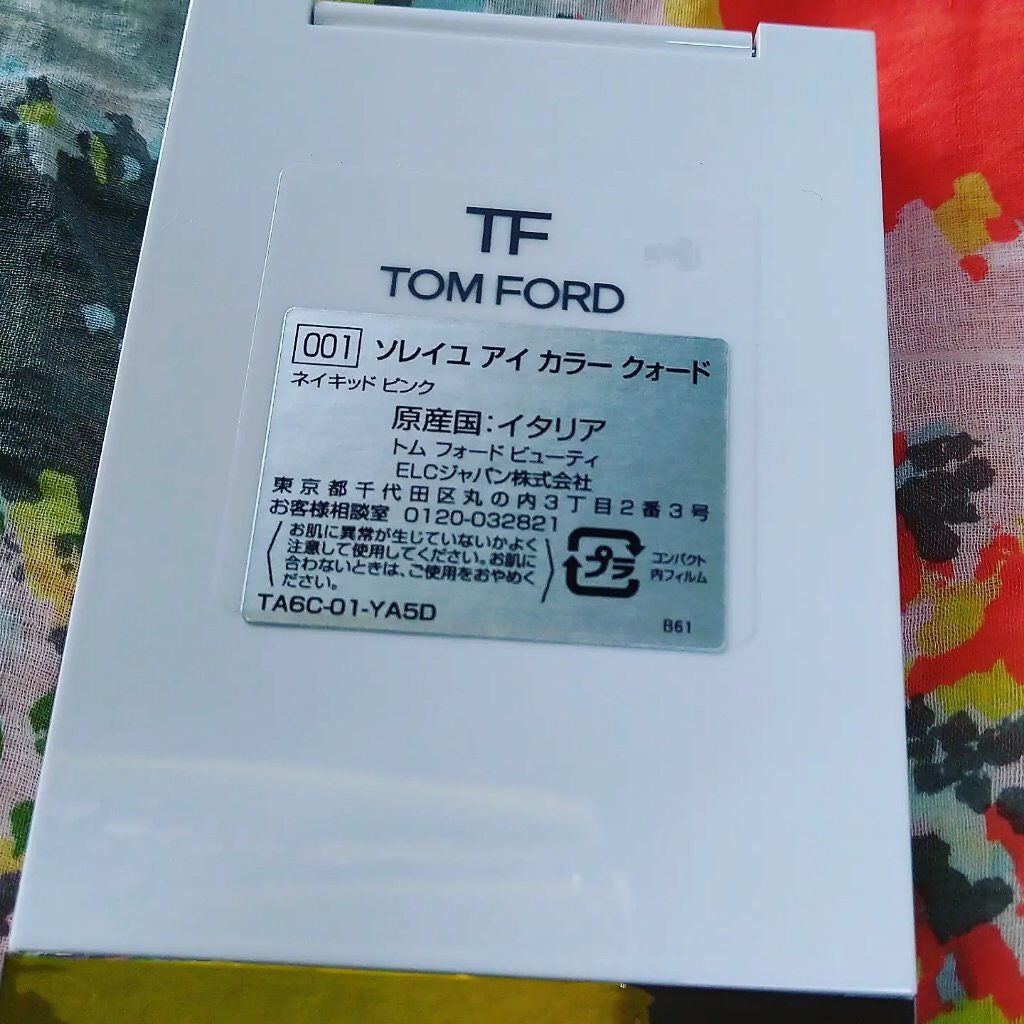 TF
TOM FORD
001 ソレイユ アイ カラー クォード
ネイキッド ピンク
原産国:イタリア
トム フォード ビューティ
ELCジャパン株式会社
東京都千代田区丸の内3丁目2番3号
お客様相談室 0120-032821
お肌に異常が生じていないかよく
注意して使用してください。お肌に
合わないときは、ご使用をおやめく
ださい。
プラ
コンパクト
内フィルム
TA6C-01-YA5D
B61